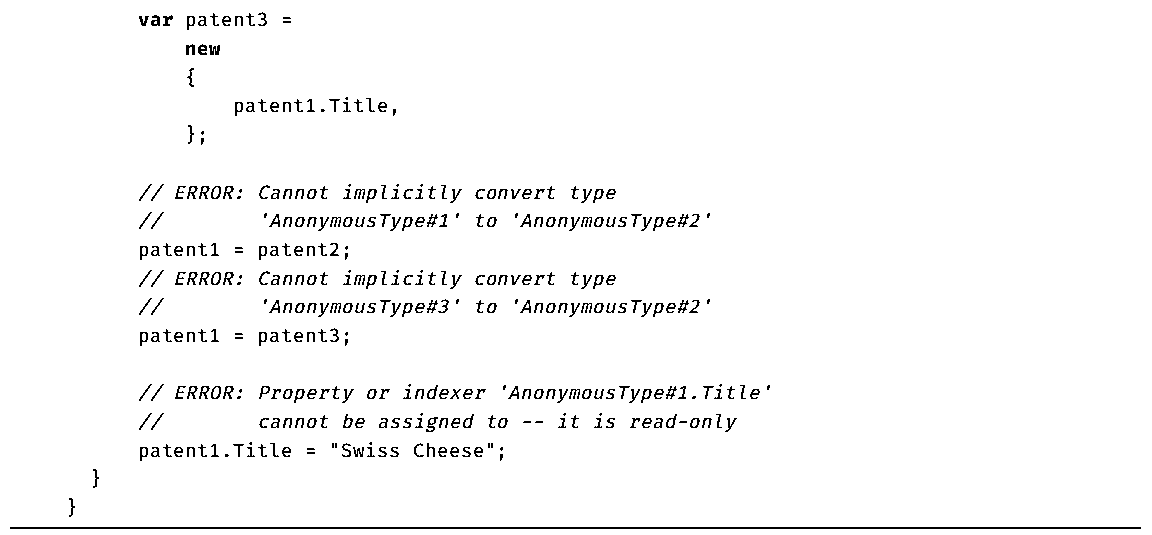 var patent3 =
new
{
patent1.Title,
};
// ERROR: Cannot implicitly convert type
//        'AnonymousType#1' to 'AnonymousType#2'
patent1 = patent2;
// ERROR: Cannot implicitly convert type
//        'AnonymousType#3' to 'AnonymousType#2'
patent1 = patent3;
// ERROR: Property or indexer 'AnonymousType#1.Title'
//        cannot be assigned to -- it is read-only
patent1.Title = "Swiss Cheese";
}
}